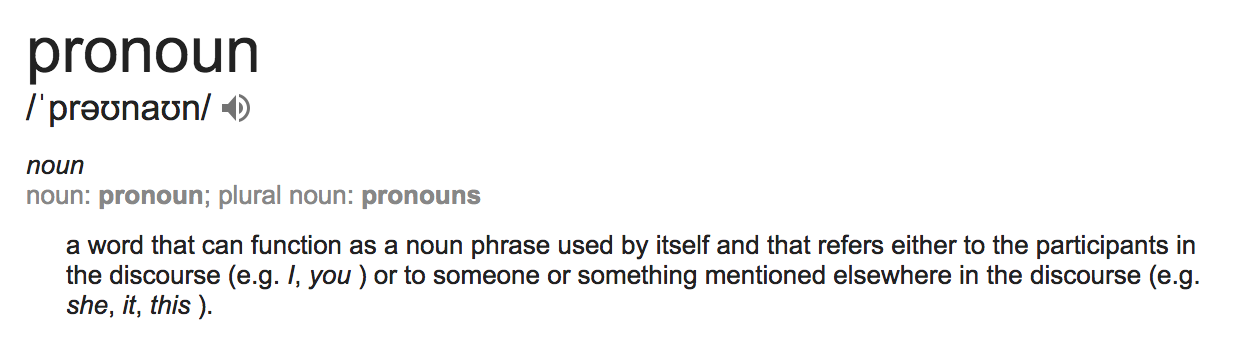 pronoun
/ˈprəʊnaʊn/
noun
noun: pronoun; plural noun: pronouns
a word that can function as a noun phrase used by itself and that refers either to the participants in
the discourse (e.g. I, you ) or to someone or something mentioned elsewhere in the discourse (e.g.
she, it, this ).